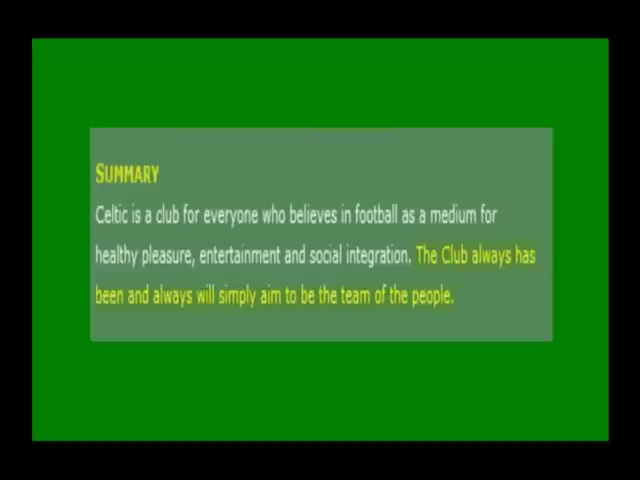 SUMMARY
Celtic is a club for everyone who believes in football as a medium for
healthy pleasure, entertainment and social integration. The Club always has
been and always will simply aim to be the team of the people.